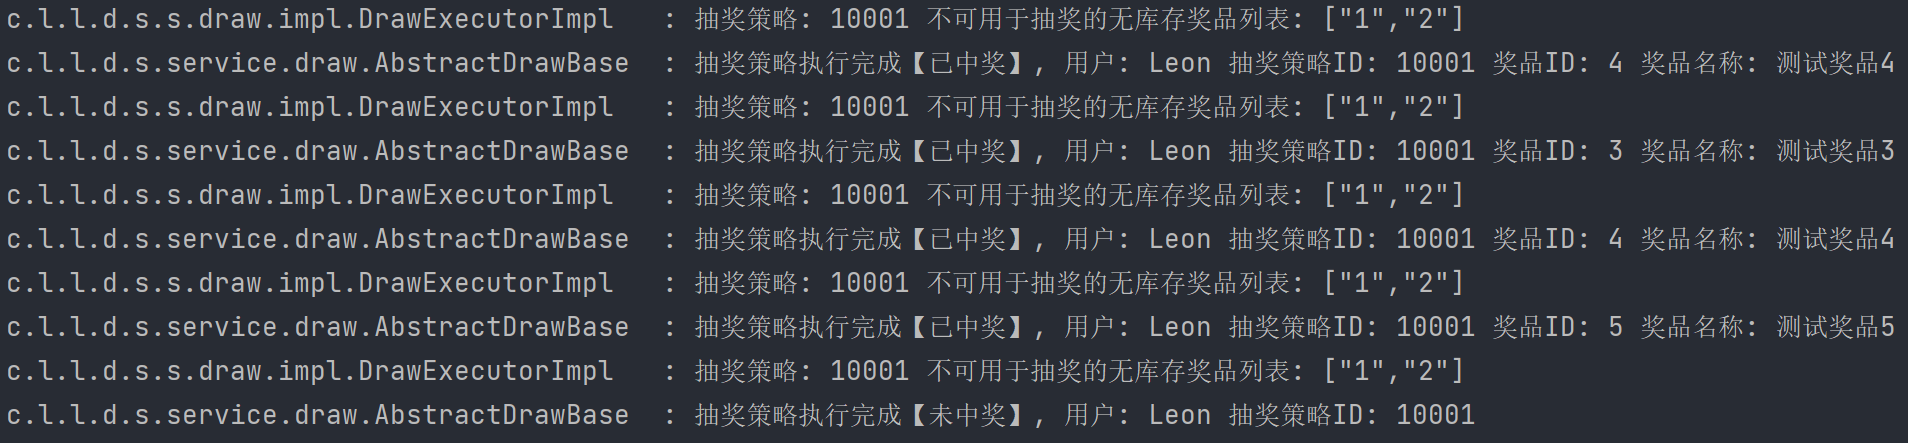 c.l.l.d.s.s.draw.impl.DrawExecutorImpl : 抽奖策略: 10001 不可用于抽奖的无库存奖品列表: ["1","2"]
c.l.l.d.s.service.draw.AbstractDrawBase : 抽奖策略执行完成【已中奖】, 用户: Leon 抽奖策略ID: 10001 奖品ID: 4 奖品名称: 测试奖品4
c.l.l.d.s.s.draw.impl.DrawExecutorImpl : 抽奖策略: 10001 不可用于抽奖的无库存奖品列表: ["1","2"]
c.l.l.d.s.service.draw.AbstractDrawBase : 抽奖策略执行完成【已中奖】, 用户: Leon 抽奖策略ID: 10001 奖品ID: 3 奖品名称: 测试奖品3
c.l.l.d.s.s.draw.impl.DrawExecutorImpl : 抽奖策略: 10001 不可用于抽奖的无库存奖品列表: ["1","2"]
c.l.l.d.s.service.draw.AbstractDrawBase : 抽奖策略执行完成【已中奖】, 用户: Leon 抽奖策略ID: 10001 奖品ID: 4 奖品名称: 测试奖品4
c.l.l.d.s.s.draw.impl.DrawExecutorImpl : 抽奖策略: 10001 不可用于抽奖的无库存奖品列表: ["1","2"]
c.l.l.d.s.service.draw.AbstractDrawBase : 抽奖策略执行完成【已中奖】, 用户: Leon 抽奖策略ID: 10001 奖品ID: 5 奖品名称: 测试奖品5
c.l.l.d.s.s.draw.impl.DrawExecutorImpl : 抽奖策略: 10001 不可用于抽奖的无库存奖品列表: ["1","2"]
c.l.l.d.s.service.draw.AbstractDrawBase : 抽奖策略执行完成【未中奖】, 用户: Leon 抽奖策略ID: 10001